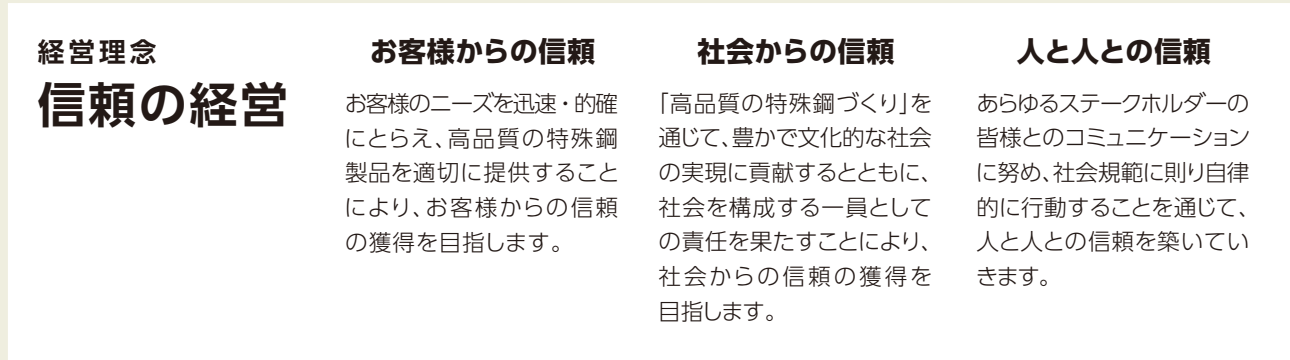 経営理念
信頼の経営
お客様からの信頼
お客様のニーズを迅速・的確
にとらえ、高品質の特殊鋼
製品を適切に提供すること
により、お客様からの信頼
の獲得を目指します。
社会からの信頼
「高品質の特殊鋼づくり」を
通じて、豊かで文化的な社会
の実現に貢献するとともに、
社会を構成する一員として
の責任を果たすことにより、
社会からの信頼の獲得を
目指します。
人と人との信頼
あらゆるステークホルダーの
皆様とのコミュニケーション
に努め、社会規範に則り自律
的に行動することを通じて、
人と人との信頼を築いてい
きます。